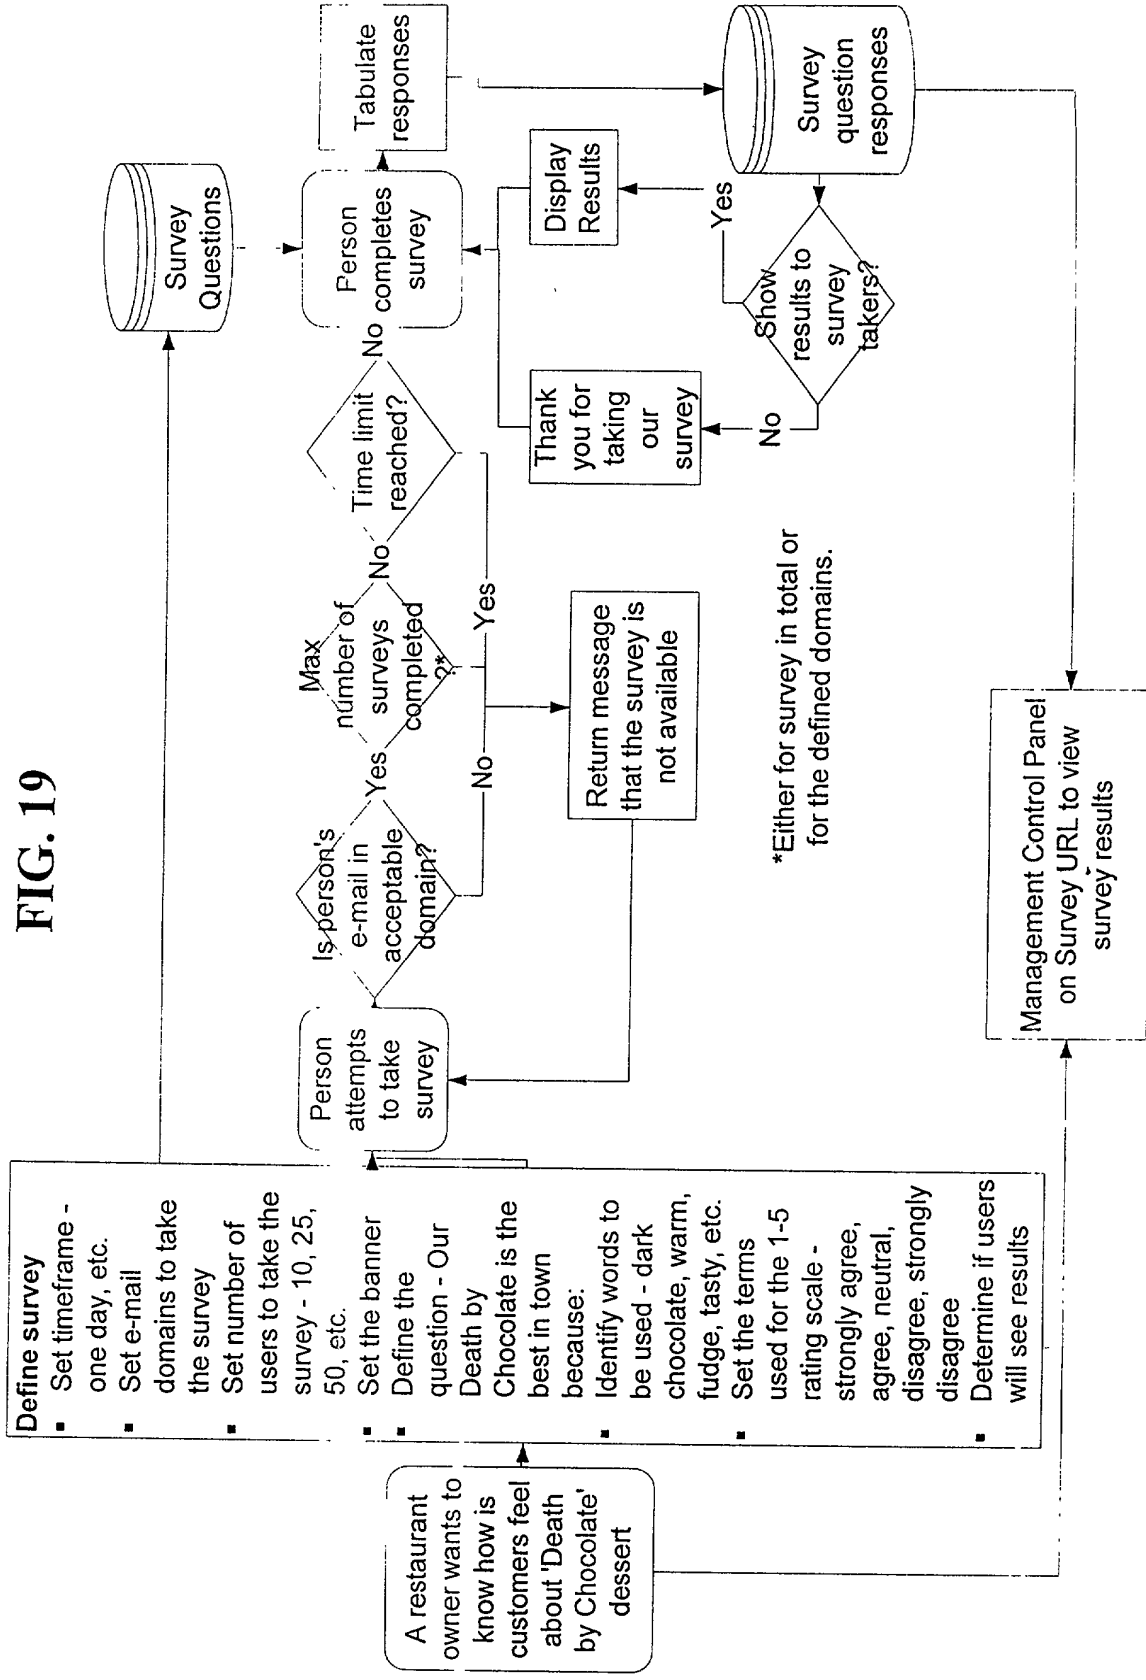 FIG. 19
A restaurant
owner wants to
know how is
customers feel
about 'Death
by Chocolate'
dessert
Define survey
▪ Set timeframe -
one day, etc.
▪ Set e-mail
domains to take
the survey
▪ Set number of
users to take the
survey - 10, 25,
50, etc.
▪ Set the banner
▪ Define the
question - Our
Death by
Chocolate is the
best in town
because:
▪ Identify words to
be used - dark
chocolate, warm,
fudge, tasty, etc.
▪ Set the terms
used for the 1-5
rating scale -
strongly agree,
agree, neutral,
disagree, strongly
disagree
▪ Determine if users
will see results
Person
attempts
to take
survey
Is person's
e-mail in
acceptable
domain?
Yes
No
Max
number of
surveys
completed
?*
No
Time limit
reached?
No
Yes
Return message
that the survey is
not available
Survey
Questions
Person
completes
survey
Tabulate
responses
Survey
question
responses
Show
results to
survey
takers?
Yes
No
Display
Results
Thank
you for
taking
our
survey
*Either for survey in total or
for the defined domains.
Management Control Panel
on Survey URL to view
survey results